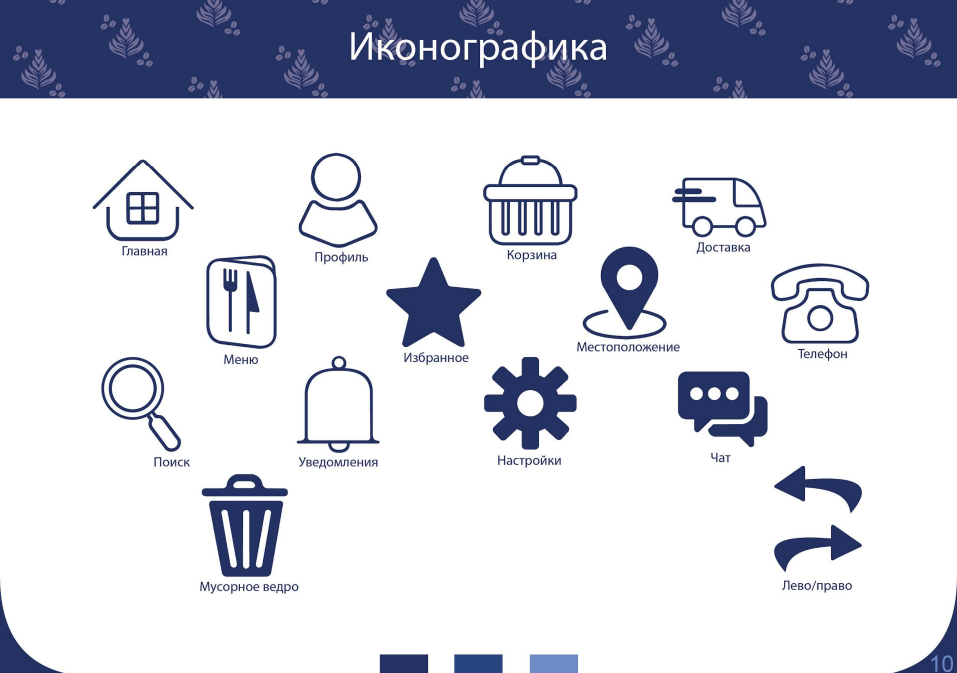 Иконографика
Главная
Профиль
Корзина
Доставка
Меню
Избранное
Местоположение
Телефон
Поиск
Уведомления
Настройки
Чат
Мусорное ведро
Лево/право
10